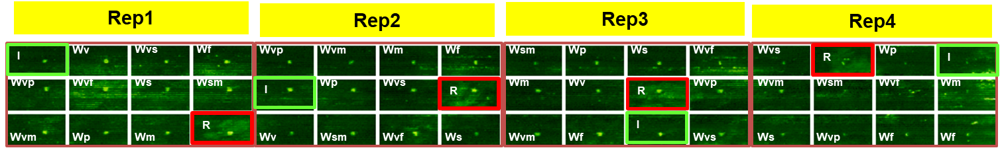 Rep1 Rep2 Rep3 Rep4
I Wv Wvs Wf Wvp Wvm Wm Wf Wsm Wp Ws Wvf Wvs R Wp I
Wvp Wvf Ws Wsm I Wp Wvs R Wm Wv R Wvp Wvm Wsm Wvf Wm
Wvm Wp Wm R Wv Wsm Wvf Ws Wvm Wf I Wvs Ws Wvp Wf Wf